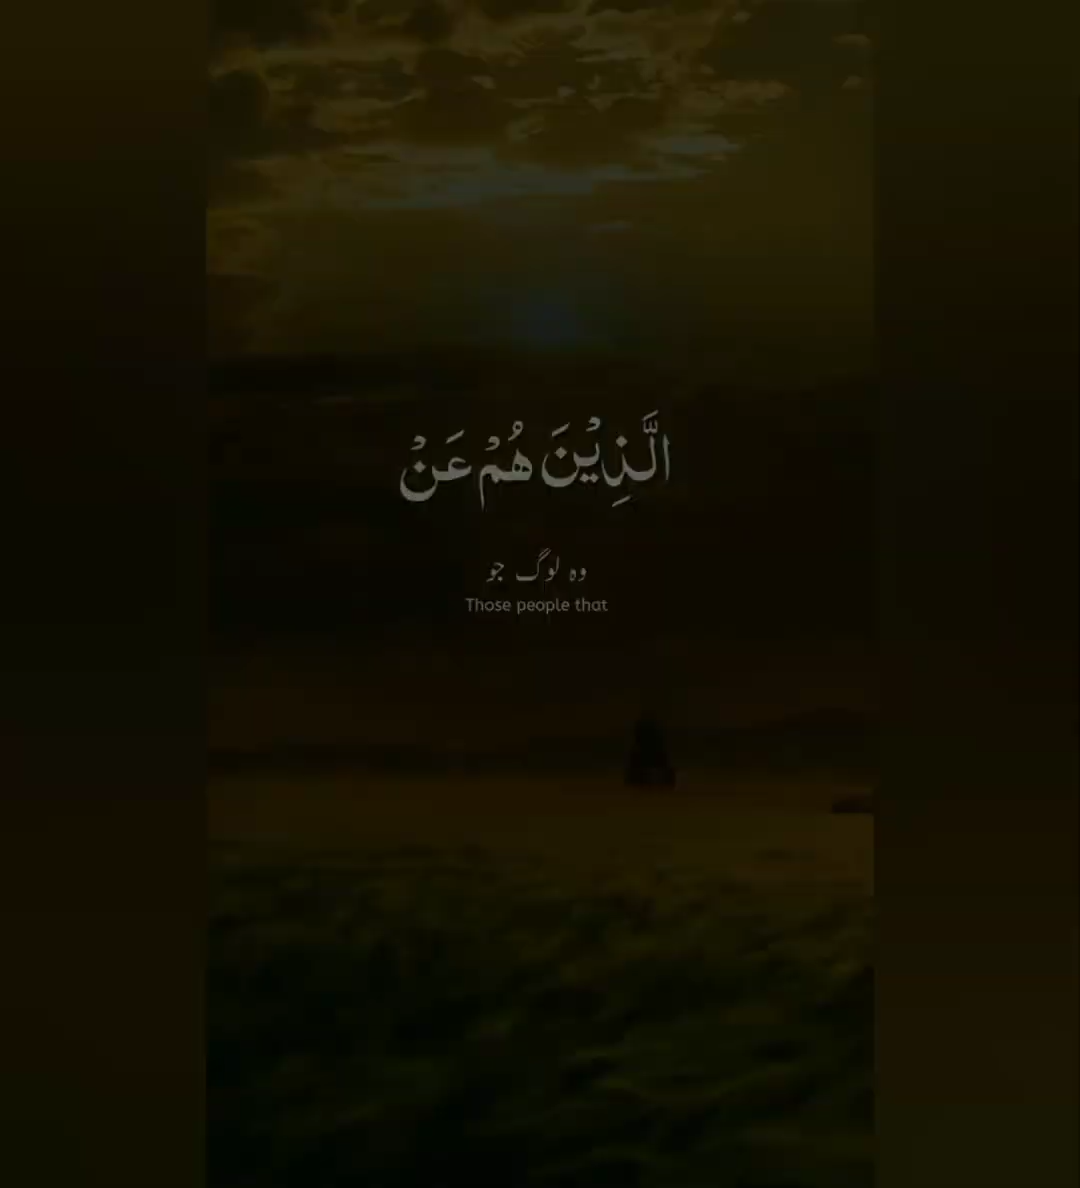 الَّذِیْنَ هُمْ عَنْ
وہ لوگ جو
Those people that